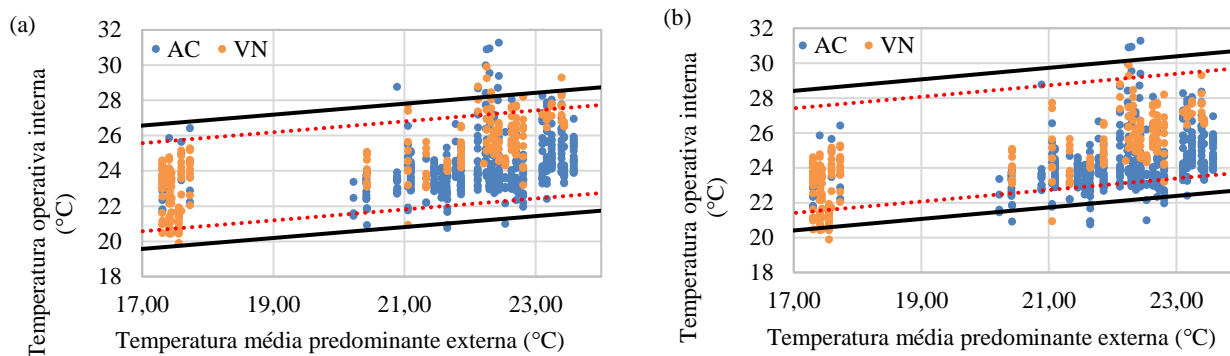 (a)
Temperatura operativa interna
(°C)
32
30
28
26
24
22
20
18
AC VN
17,00 19,00 21,00 23,00
Temperatura média predominante externa (°C)
(b)
Temperatura operativa interna
(°C)
32
30
28
26
24
22
20
18
AC VN
17,00 19,00 21,00 23,00
Temperatura média predominante externa (°C)